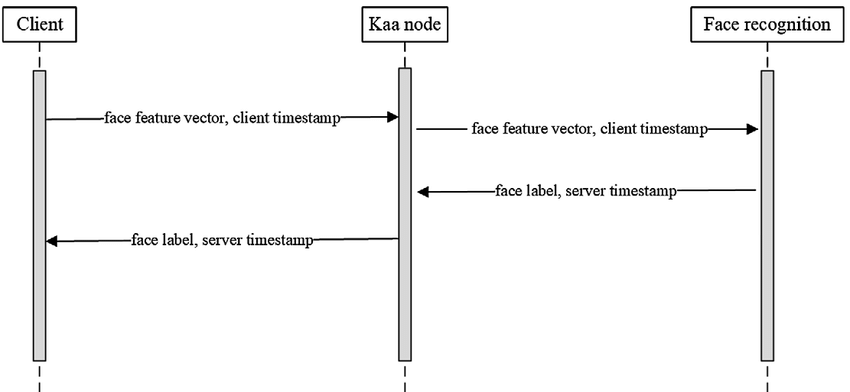 Client
Kaa node
Face recognition
face feature vector, client timestamp
face feature vector, client timestamp
face label, server timestamp
face label, server timestamp